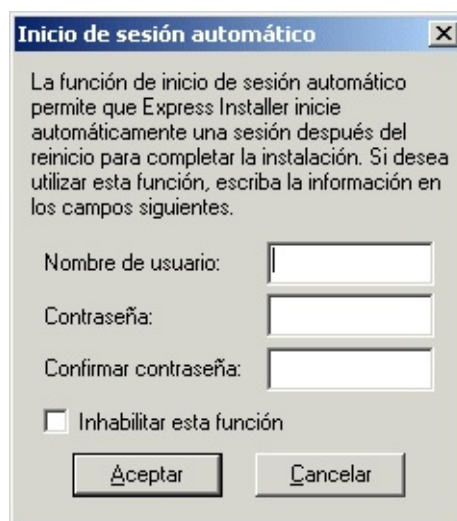 Inicio de sesión automático
La función de inicio de sesión automático
permite que Express Installer inicie
automáticamente una sesión después del
reinicio para completar la instalación. Si desea
utilizar esta función, escriba la información en
los campos siguientes.
Nombre de usuario:
Contraseña:
Confirmar contraseña:
Inhabilitar esta función
Aceptar
Cancelar